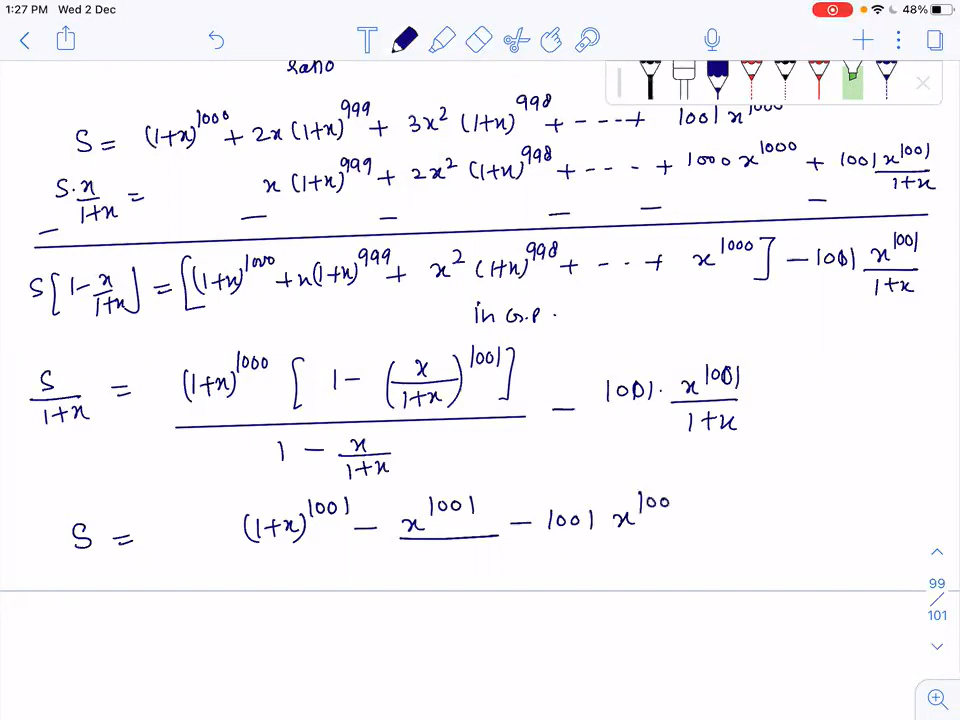 1:27 PM Wed 2 Dec
48%
ratio
S = (1+x)^1000 + 2x (1+x)^999 + 3x^2 (1+x)^998 + - - - - + 1001 x^1000
S·x/(1+x) = x (1+x)^999 + 2x^2 (1+x)^998 + - - - + 1000 x^1000 + 1001 x^1001/(1+x)
— — — — — —
S[1 - x/(1+x)] = [(1+x)^1000 + x(1+x)^999 + x^2 (1+x)^998 + - - + x^1000] - 1001 x^1001/(1+x)
in G.P.
S/(1+x) = (1+x)^1000 [1 - (x/(1+x))^1001] / (1 - x/(1+x)) - 1001 · x^1001/(1+x)
S = (1+x)^1001 - x^1001 - 1001 x^100
99
/
101